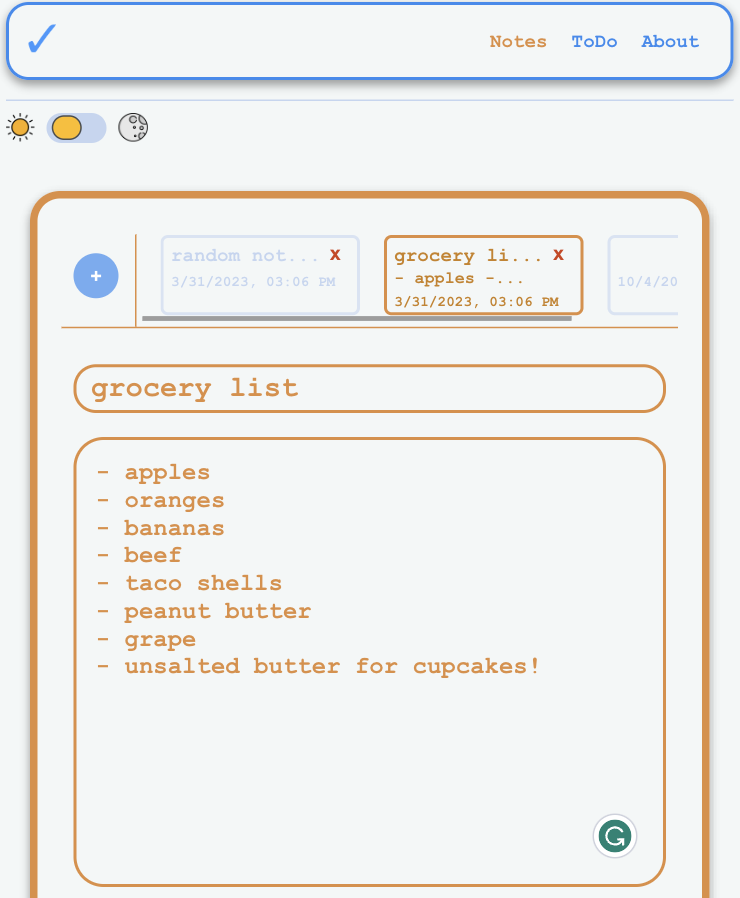 ✓
Notes ToDo About
+
random not... X
3/31/2023, 03:06 PM
grocery li... X
- apples -...
3/31/2023, 03:06 PM
10/4/20
grocery list
- apples
- oranges
- bananas
- beef
- taco shells
- peanut butter
- grape
- unsalted butter for cupcakes!
G